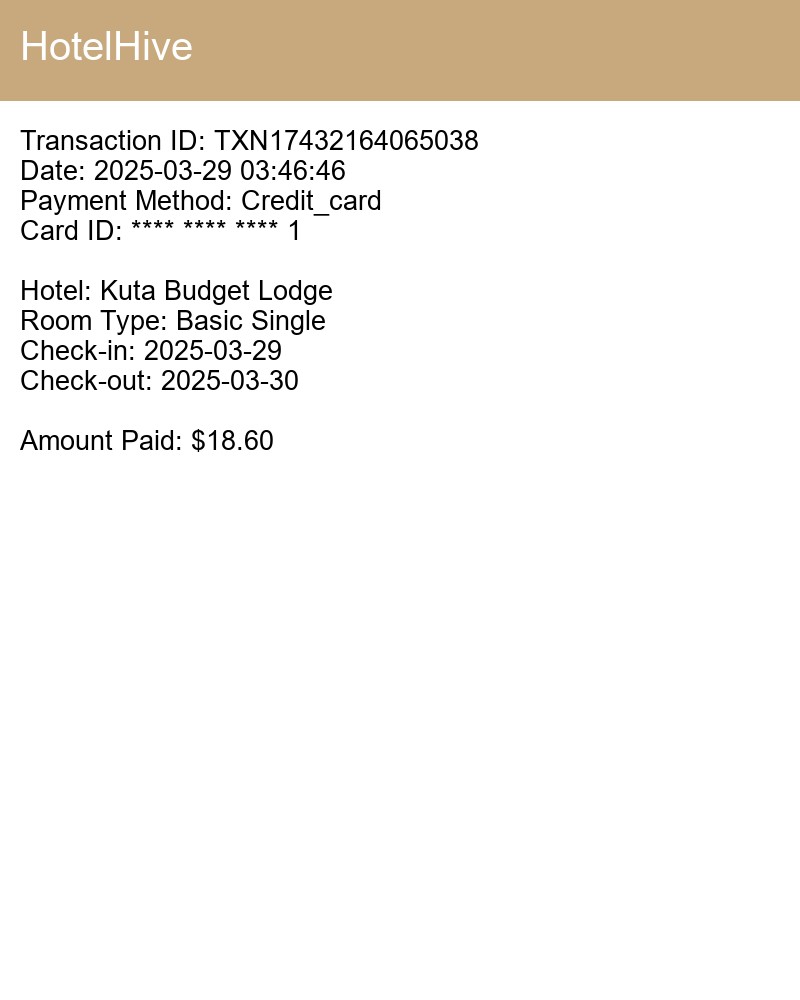 HotelHive
Transaction ID: TXN17432164065038
Date: 2025-03-29 03:46:46
Payment Method: Credit_card
Card ID: **** **** **** 1
Hotel: Kuta Budget Lodge
Room Type: Basic Single
Check-in: 2025-03-29
Check-out: 2025-03-30
Amount Paid: $18.60